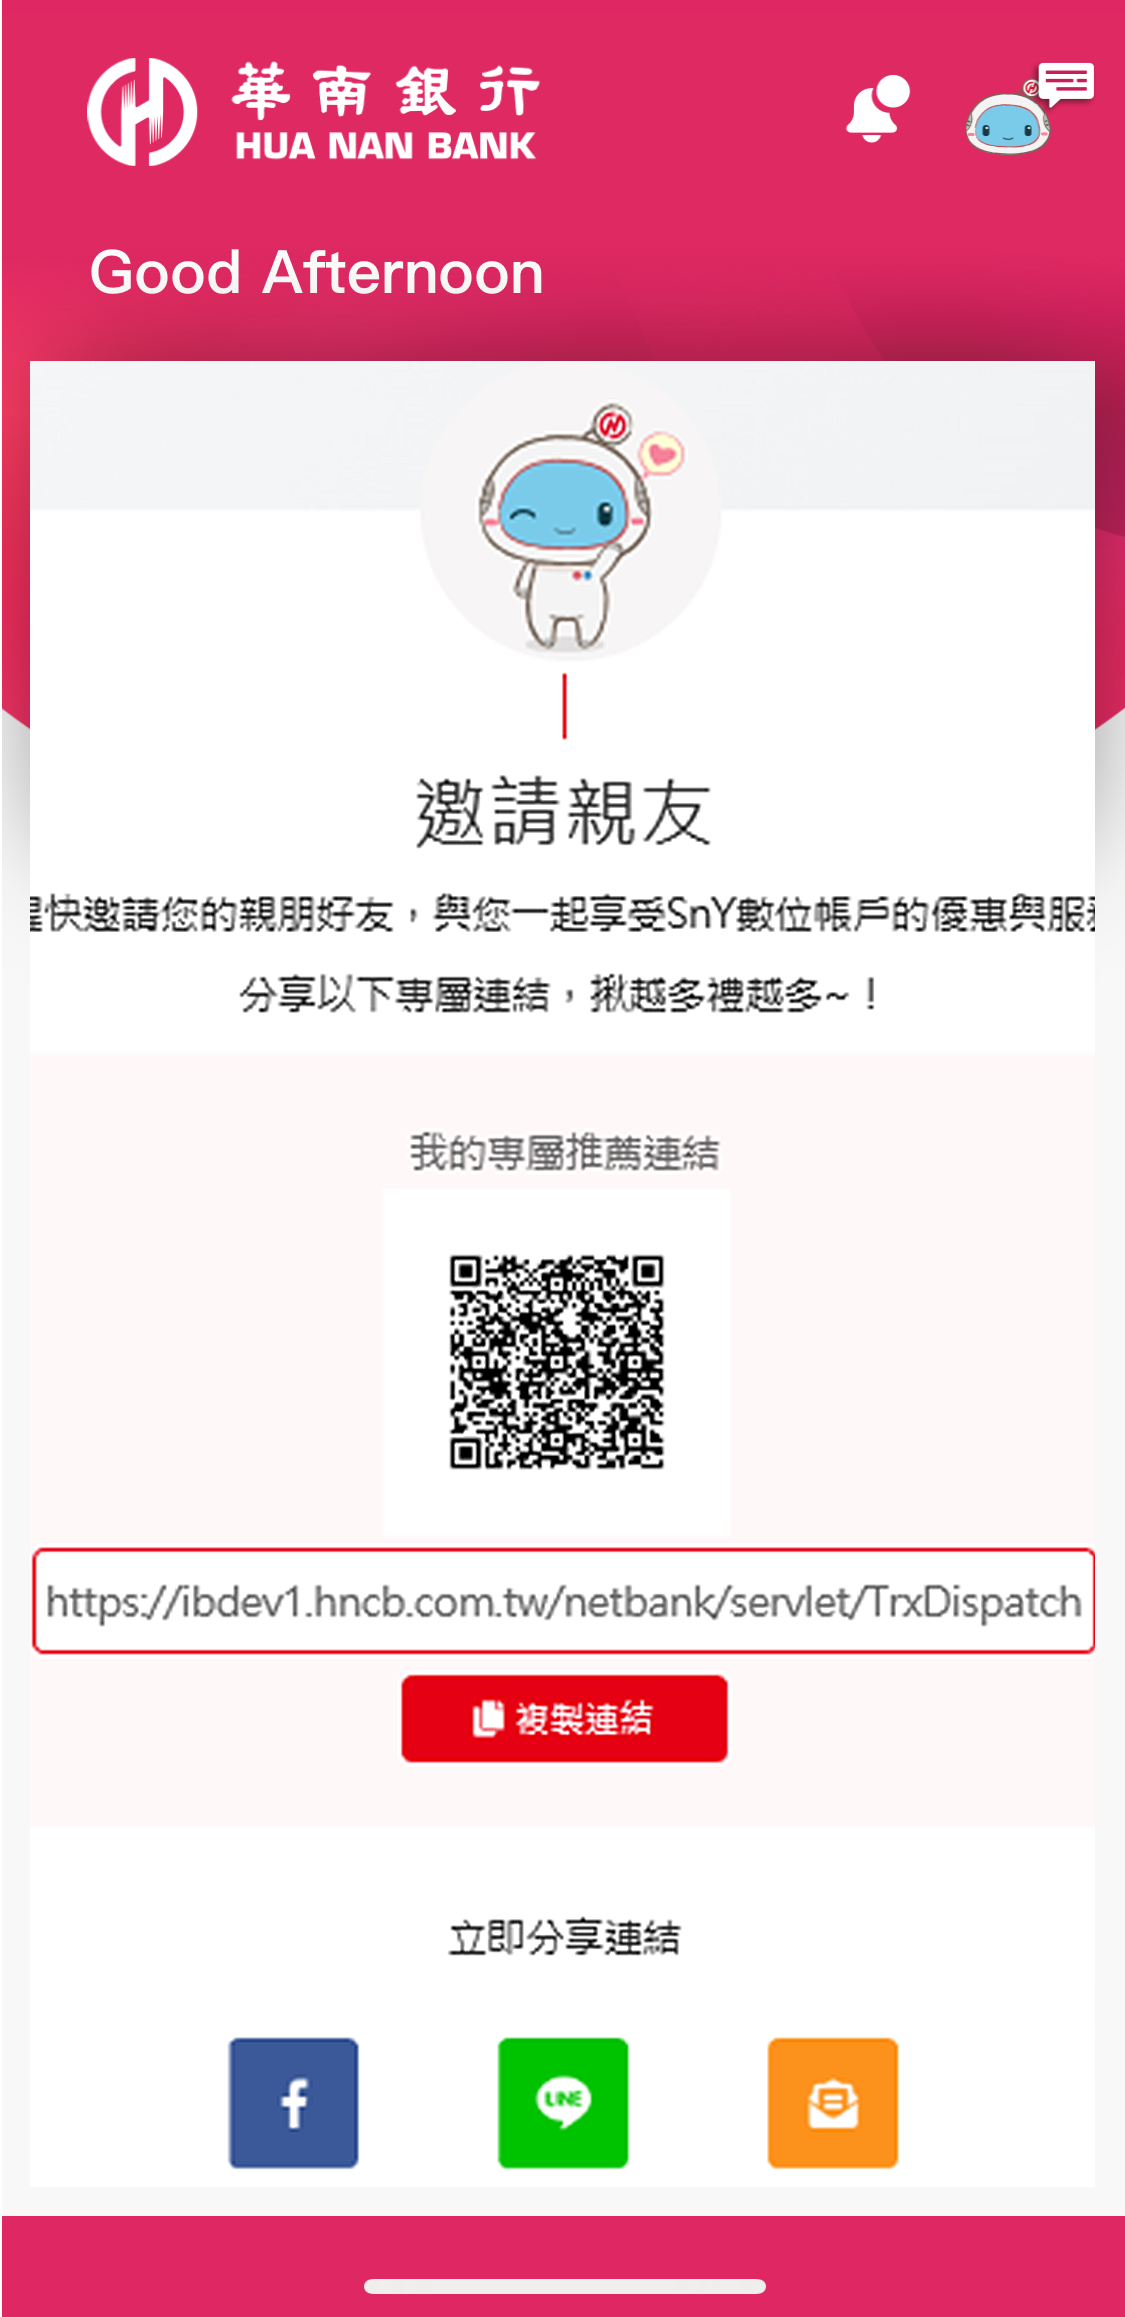 華南銀行
HUA NAN BANK
Good Afternoon
邀請親友
快邀請您的親朋好友，與您一起享受SnY數位帳戶的優惠與服
分享以下專屬連結，揪越多禮越多~！
我的專屬推薦連結
https://ibdev1.hncb.com.tw/netbank/servlet/TrxDispatch
複製連結
立即分享連結
f
LINE